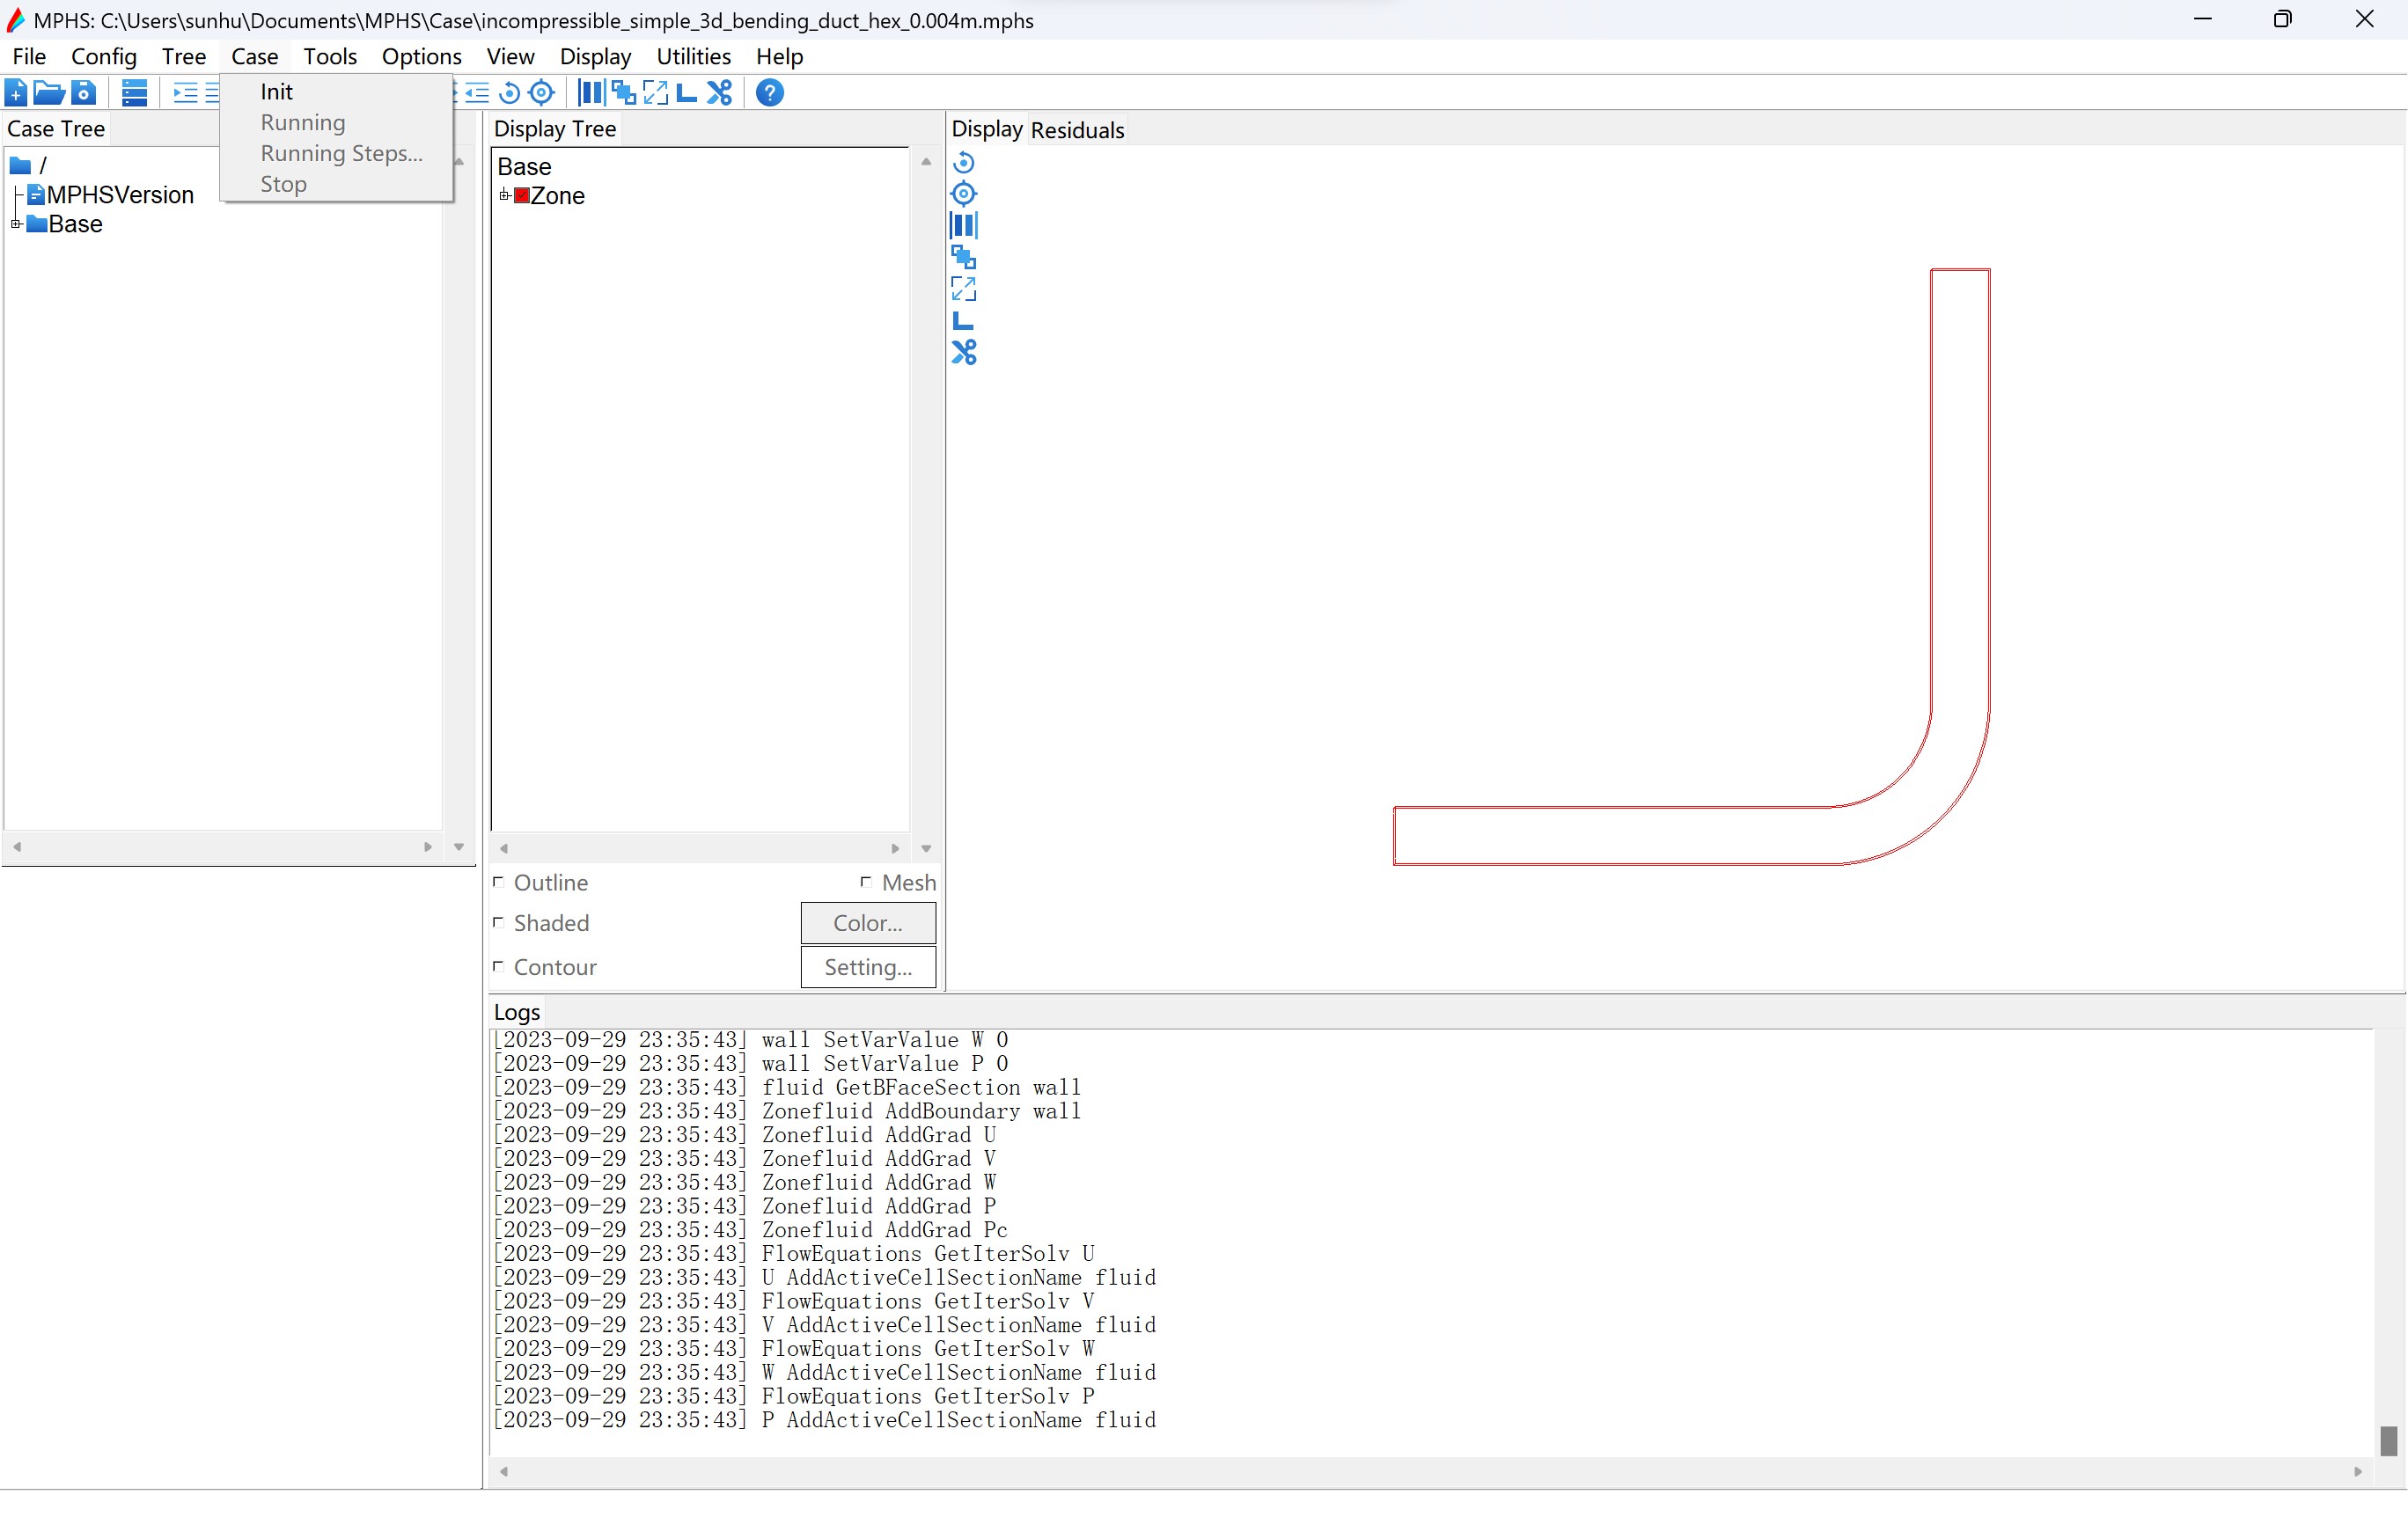 MPHS: C:\Users\sunhu\Documents\MPHS\Case\incompressible_simple_3d_bending_duct_hex_0.004m.mphs
File Config Tree Case Tools Options View Display Utilities Help
Init
Running
Running Steps...
Stop
Case Tree
/
MPHSVersion
Base
Display Tree
Base
Zone
Outline Mesh
Shaded Color...
Contour Setting...
Display Residuals
Logs
[2023-09-29 23:35:43] wall SetVarValue W 0
[2023-09-29 23:35:43] wall SetVarValue P 0
[2023-09-29 23:35:43] fluid GetBFaceSection wall
[2023-09-29 23:35:43] Zonefluid AddBoundary wall
[2023-09-29 23:35:43] Zonefluid AddGrad U
[2023-09-29 23:35:43] Zonefluid AddGrad V
[2023-09-29 23:35:43] Zonefluid AddGrad W
[2023-09-29 23:35:43] Zonefluid AddGrad P
[2023-09-29 23:35:43] Zonefluid AddGrad Pc
[2023-09-29 23:35:43] FlowEquations GetIterSolv U
[2023-09-29 23:35:43] U AddActiveCellSectionName fluid
[2023-09-29 23:35:43] FlowEquations GetIterSolv V
[2023-09-29 23:35:43] V AddActiveCellSectionName fluid
[2023-09-29 23:35:43] FlowEquations GetIterSolv W
[2023-09-29 23:35:43] W AddActiveCellSectionName fluid
[2023-09-29 23:35:43] FlowEquations GetIterSolv P
[2023-09-29 23:35:43] P AddActiveCellSectionName fluid